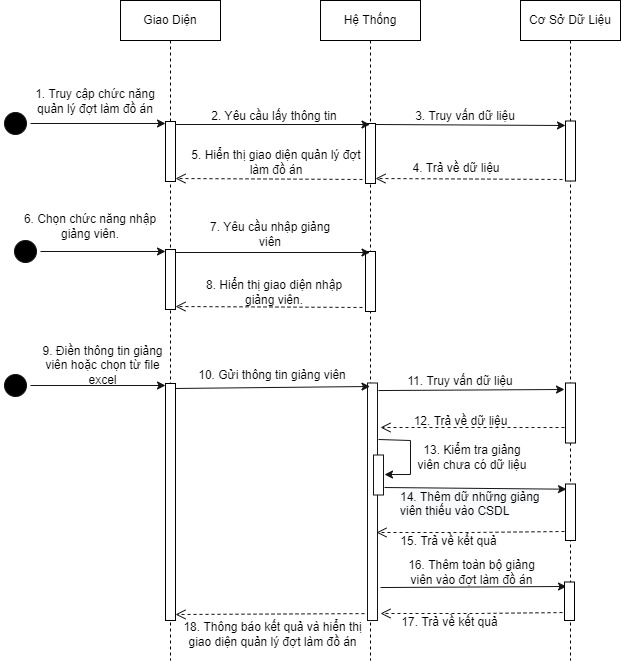 Giao Diện
Hệ Thống
Cơ Sở Dữ Liệu
1. Truy cập chức năng
quản lý đợt làm đồ án
2. Yêu cầu lấy thông tin
3. Truy vấn dữ liệu
5. Hiển thị giao diện quản lý đợt
làm đồ án
4. Trả về dữ liệu
6. Chọn chức năng nhập
giảng viên.
7. Yêu cầu nhập giảng
viên
8. Hiển thị giao diện nhập
giảng viên.
9. Điền thông tin giảng
viên hoặc chọn từ file
excel
10. Gửi thông tin giảng viên
11. Truy vấn dữ liệu
12. Trả về dữ liệu
13. Kiểm tra giảng
viên chưa có dữ liệu
14. Thêm dữ những giảng
viên thiếu vào CSDL
15. Trả về kết quả
16. Thêm toàn bộ giảng
viên vào đợt làm đồ án
17. Trả về kết quả
18. Thông báo kết quả và hiển thị
giao diện quản lý đợt làm đồ án